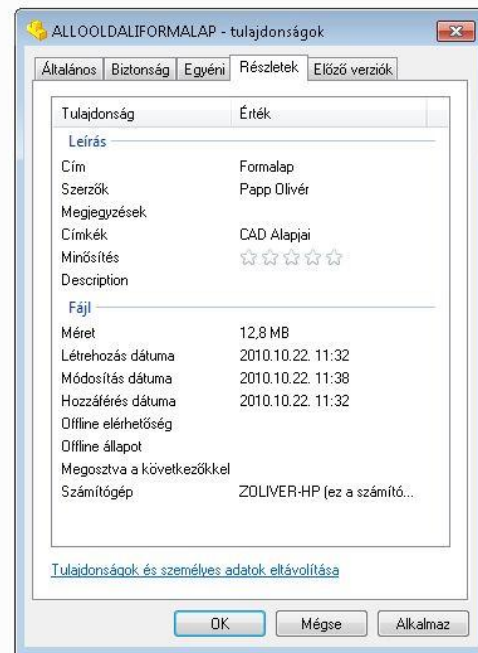 ALLOOLDALIFORMALAP - tulajdonságok
Általános Biztonság Egyéni Részletek Előző verziók
Tulajdonság Érték
Leírás
Cím Formalap
Szerzők Papp Olivér
Megjegyzések
Címkék CAD Alapjai
Minősítés
Description
Fájl
Méret 12,8 MB
Létrehozás dátuma 2010.10.22. 11:32
Módosítás dátuma 2010.10.22. 11:38
Hozzáférés dátuma 2010.10.22. 11:32
Offline elérhetőség
Offline állapot
Megosztva a következőkkel
Számítógép ZOLIVER-HP (ez a számító...
Tulajdonságok és személyes adatok eltávolítása
OK Mégse Alkalmaz